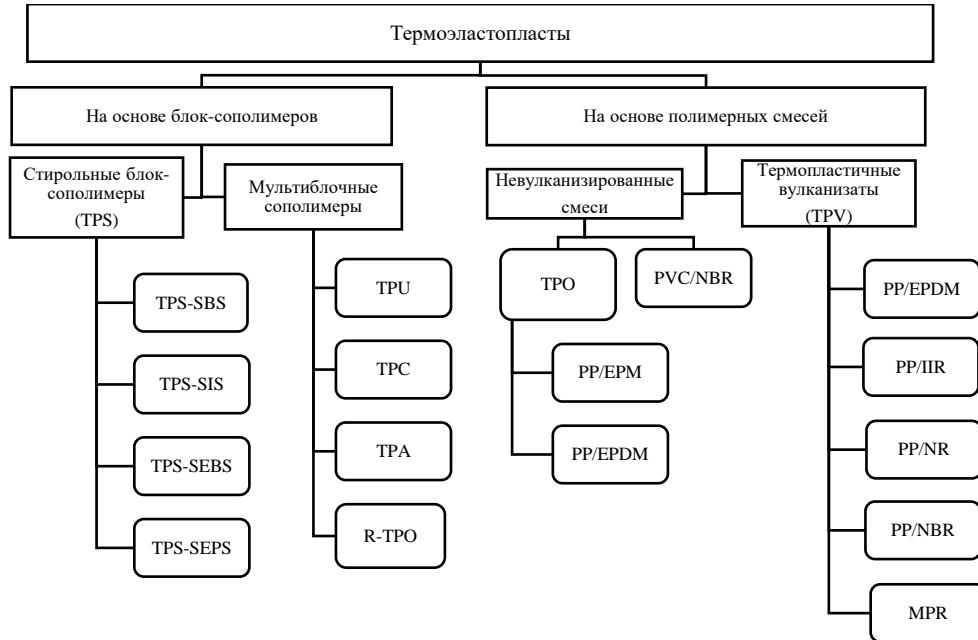 Термоэластопласты
На основе блок-сополимеров
На основе полимерных смесей
Стирольные блок-
сополимеры
(TPS)
Мультиблочные
сополимеры
Невулканизированные
смеси
Термопластичные
вулканизаты
(TPV)
TPS-SBS
TPS-SIS
TPS-SEBS
TPS-SEPS
TPU
TPC
TPA
R-TPO
TPO
PVC/NBR
PP/EPM
PP/EPDM
PP/EPDM
PP/IIR
PP/NR
PP/NBR
MPR